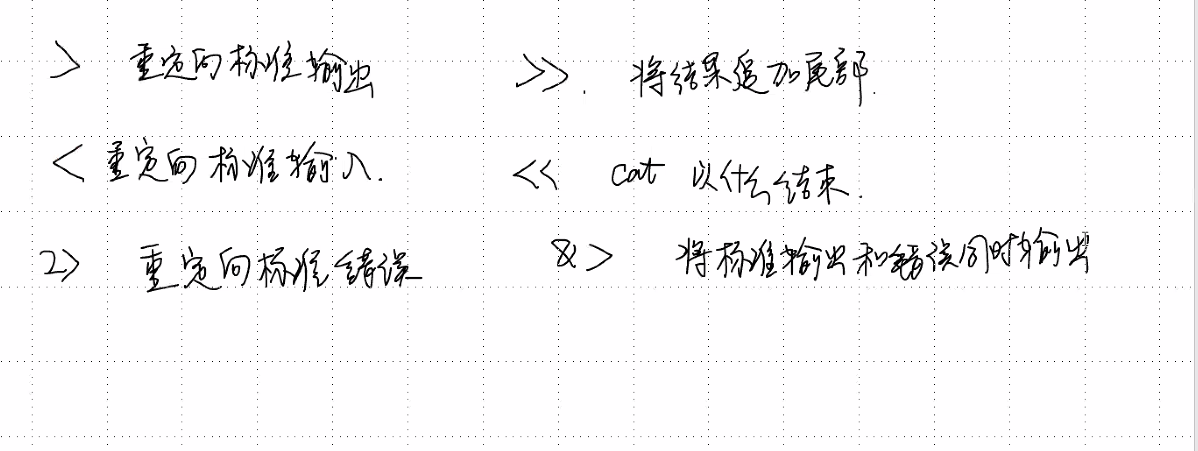 > 重定向标准输出 >>. 将结果追加尾部.
< 重定向标准输入. << cat 以什么结束.
2> 重定向标准错误 &> 将标准输出和错误同时输出